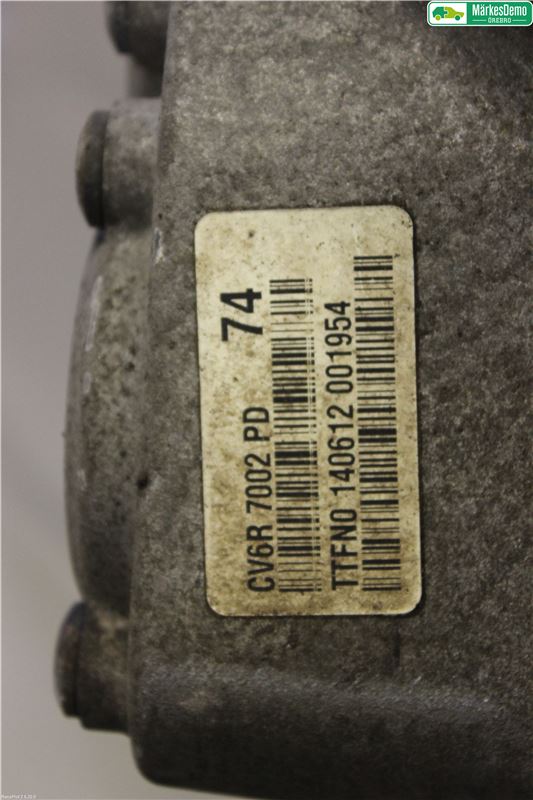 MärkesDemo
ÖREBRO
74
CV6R 7002 PD
TTFN0 140612 001954